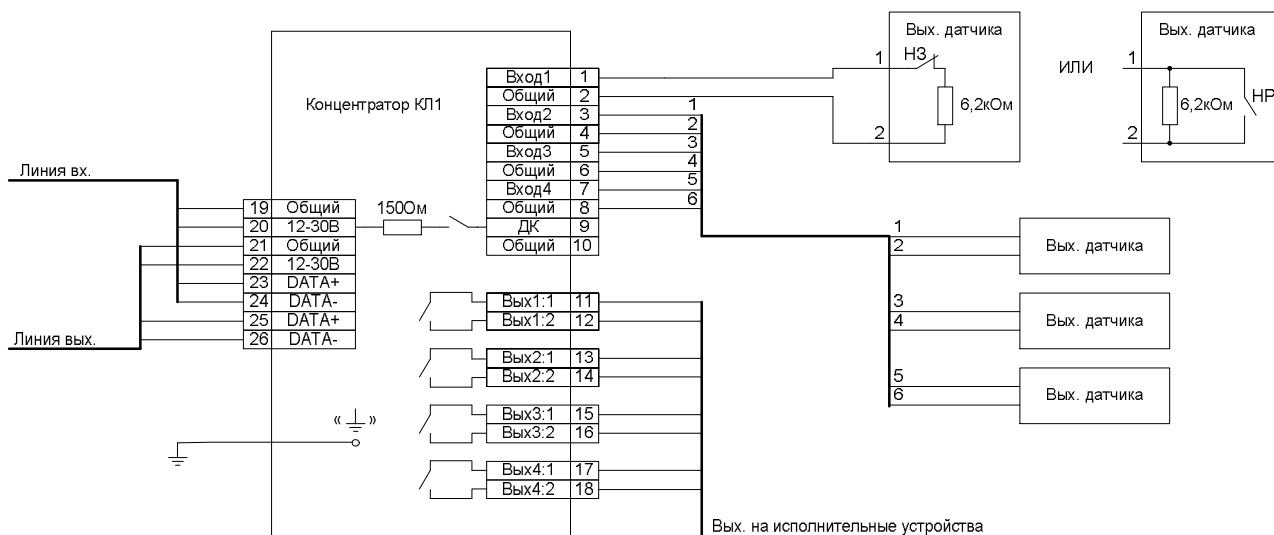 Концентратор КЛ1
Линия вх.
Линия вых.
19 Общий
20 12-30В
21 Общий
22 12-30В
23 DATA+
24 DATA-
25 DATA+
26 DATA-
150Ом
« »
Вход1 1
Общий 2
Вход2 3
Общий 4
Вход3 5
Общий 6
Вход4 7
Общий 8
ДК 9
Общий 10
Вых1:1 11
Вых1:2 12
Вых2:1 13
Вых2:2 14
Вых3:1 15
Вых3:2 16
Вых4:1 17
Вых4:2 18
1
2
3
4
5
6
Вых. датчика
1
НЗ
6,2кОм
2
ИЛИ
Вых. датчика
1
6,2кОм
НР
2
1
2
Вых. датчика
3
4
Вых. датчика
5
6
Вых. датчика
Вых. на исполнительные устройства